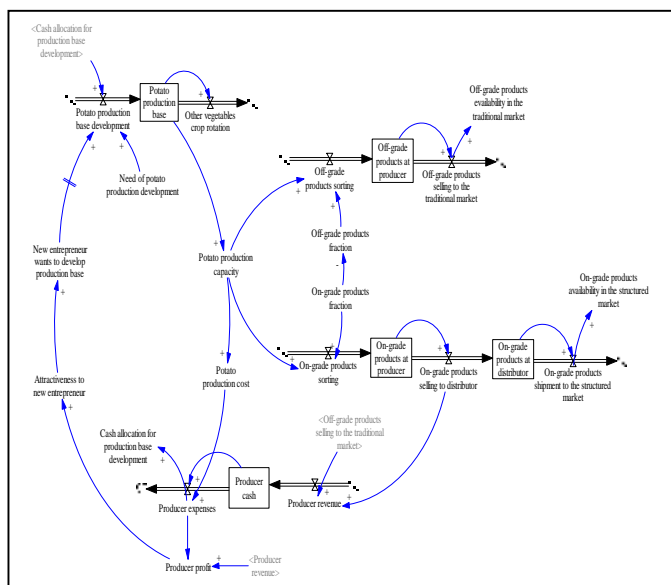 <Cash allocation for
production base
development>
Potato production
base development
Potato
production
base
Other vegetables
crop rotation
Need of potato
production development
Off-grade products
availability in the
traditional market
Off-grade
products sorting
Off-grade
products at
producer
Off-grade products
selling to the
traditional market
New entrepreneur
wants to develop
production base
Potato production
capacity
Off-grade products
fraction
On-grade products
fraction
On-grade products
availability in the structured
market
On-grade products
sorting
On-grade
products at
producer
On-grade products
selling to distributor
On-grade
products at
distributor
On-grade products
shipment to the structured
market
Attractiveness to
new entrepreneur
Potato
production cost
Cash allocation for
production base
development
<Off-grade products
selling to the traditional
market>
Producer expenses
Producer
cash
Producer revenue
Producer profit
<Producer
revenue>